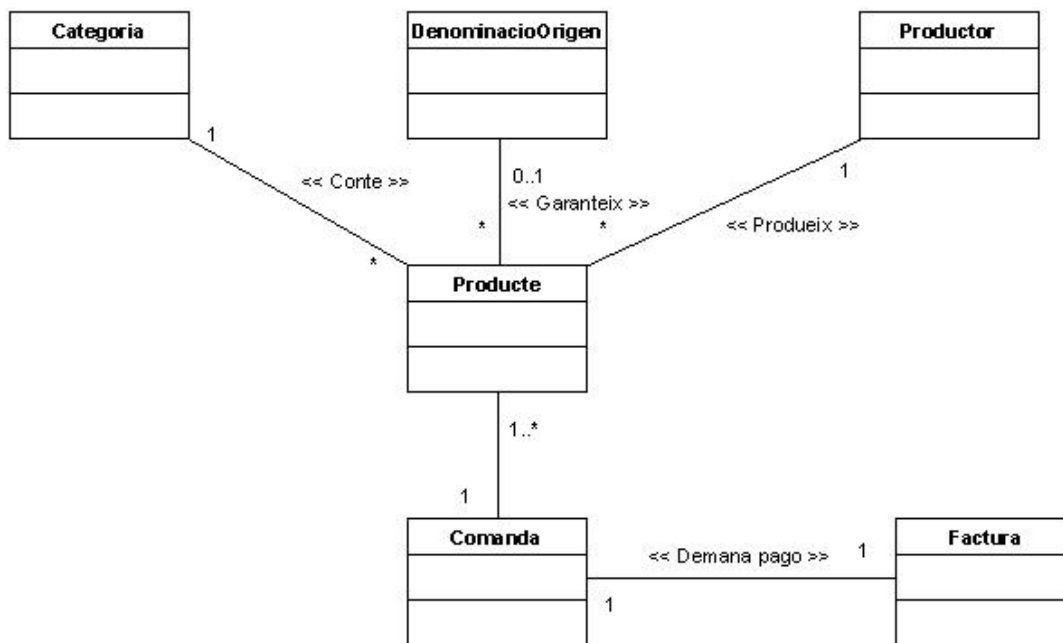 Categoria
DenominacioOrigen
Productor
1
<< Conte >>
*
0..1
<< Garanteix >>
*
1
<< Produeix >>
*
Producte
1..*
1
Comanda
<< Demana pago >>
1
1
Factura